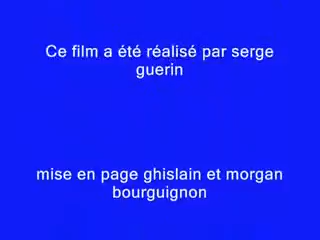 Ce film a été réalisé par serge
guerin
mise en page ghislain et morgan
bourguignon